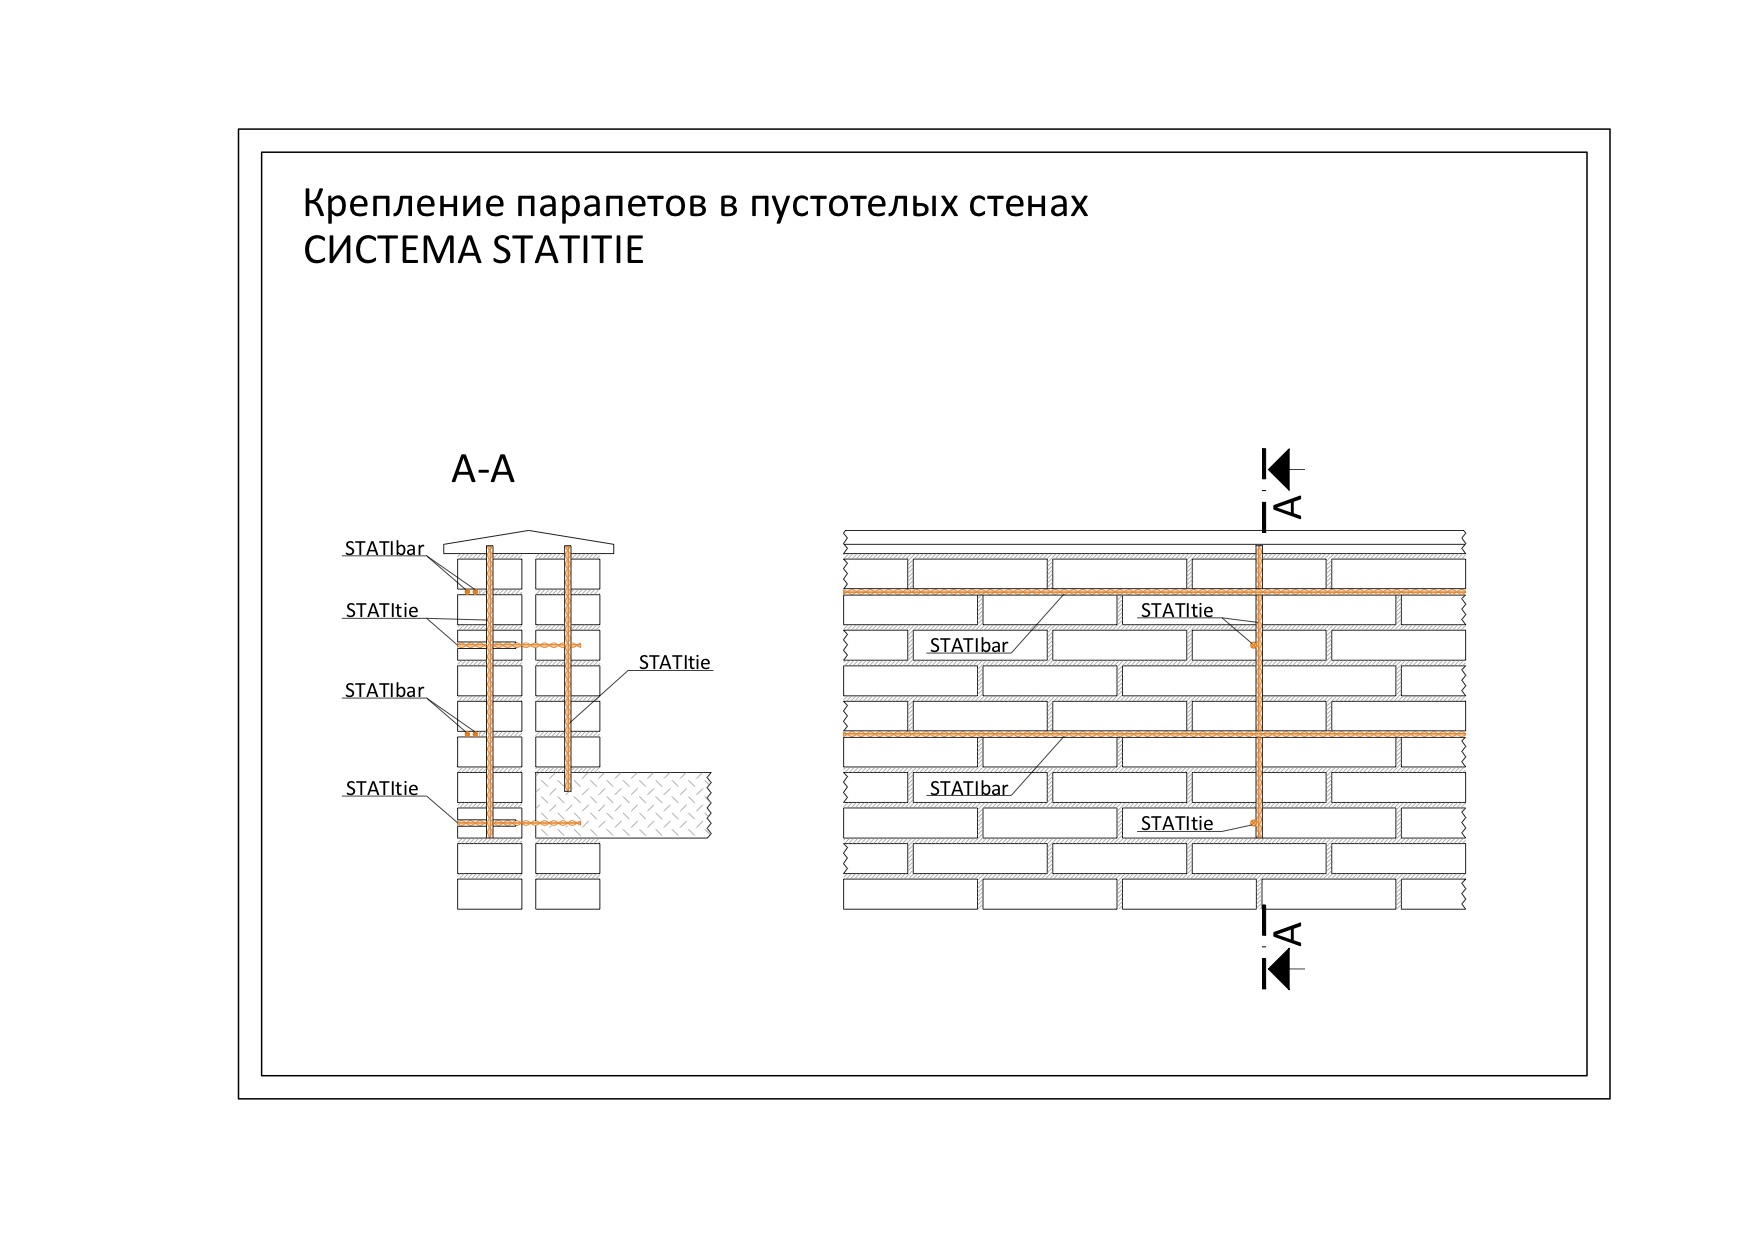 Крепление парапетов в пустотелых стенах
СИСТЕМА STATITIE
A-A
STATIbar
STATItie
STATIbar
STATItie
STATItie
A
STATItie
STATIbar
STATIbar
STATItie
A